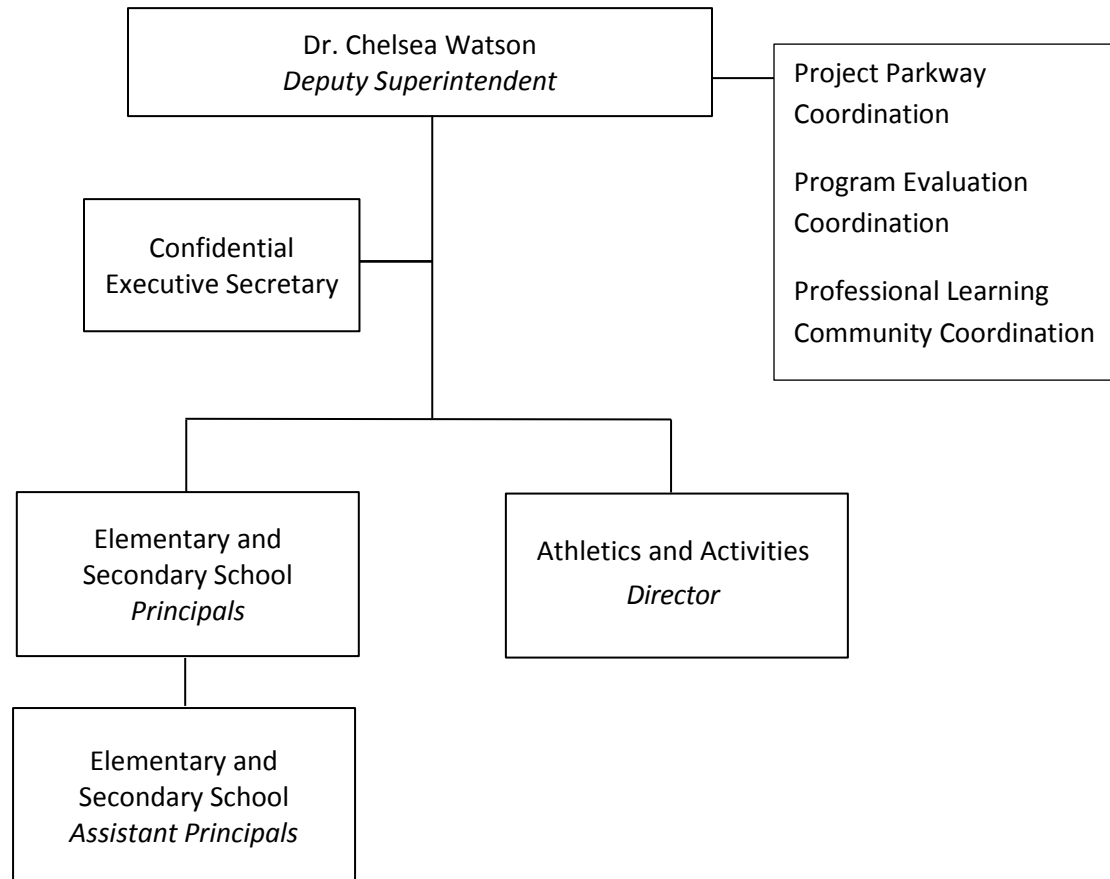 Dr. Chelsea Watson
Deputy Superintendent
Project Parkway
Coordination
Program Evaluation
Coordination
Professional Learning
Community Coordination
Confidential
Executive Secretary
Elementary and
Secondary School
Principals
Athletics and Activities
Director
Elementary and
Secondary School
Assistant Principals